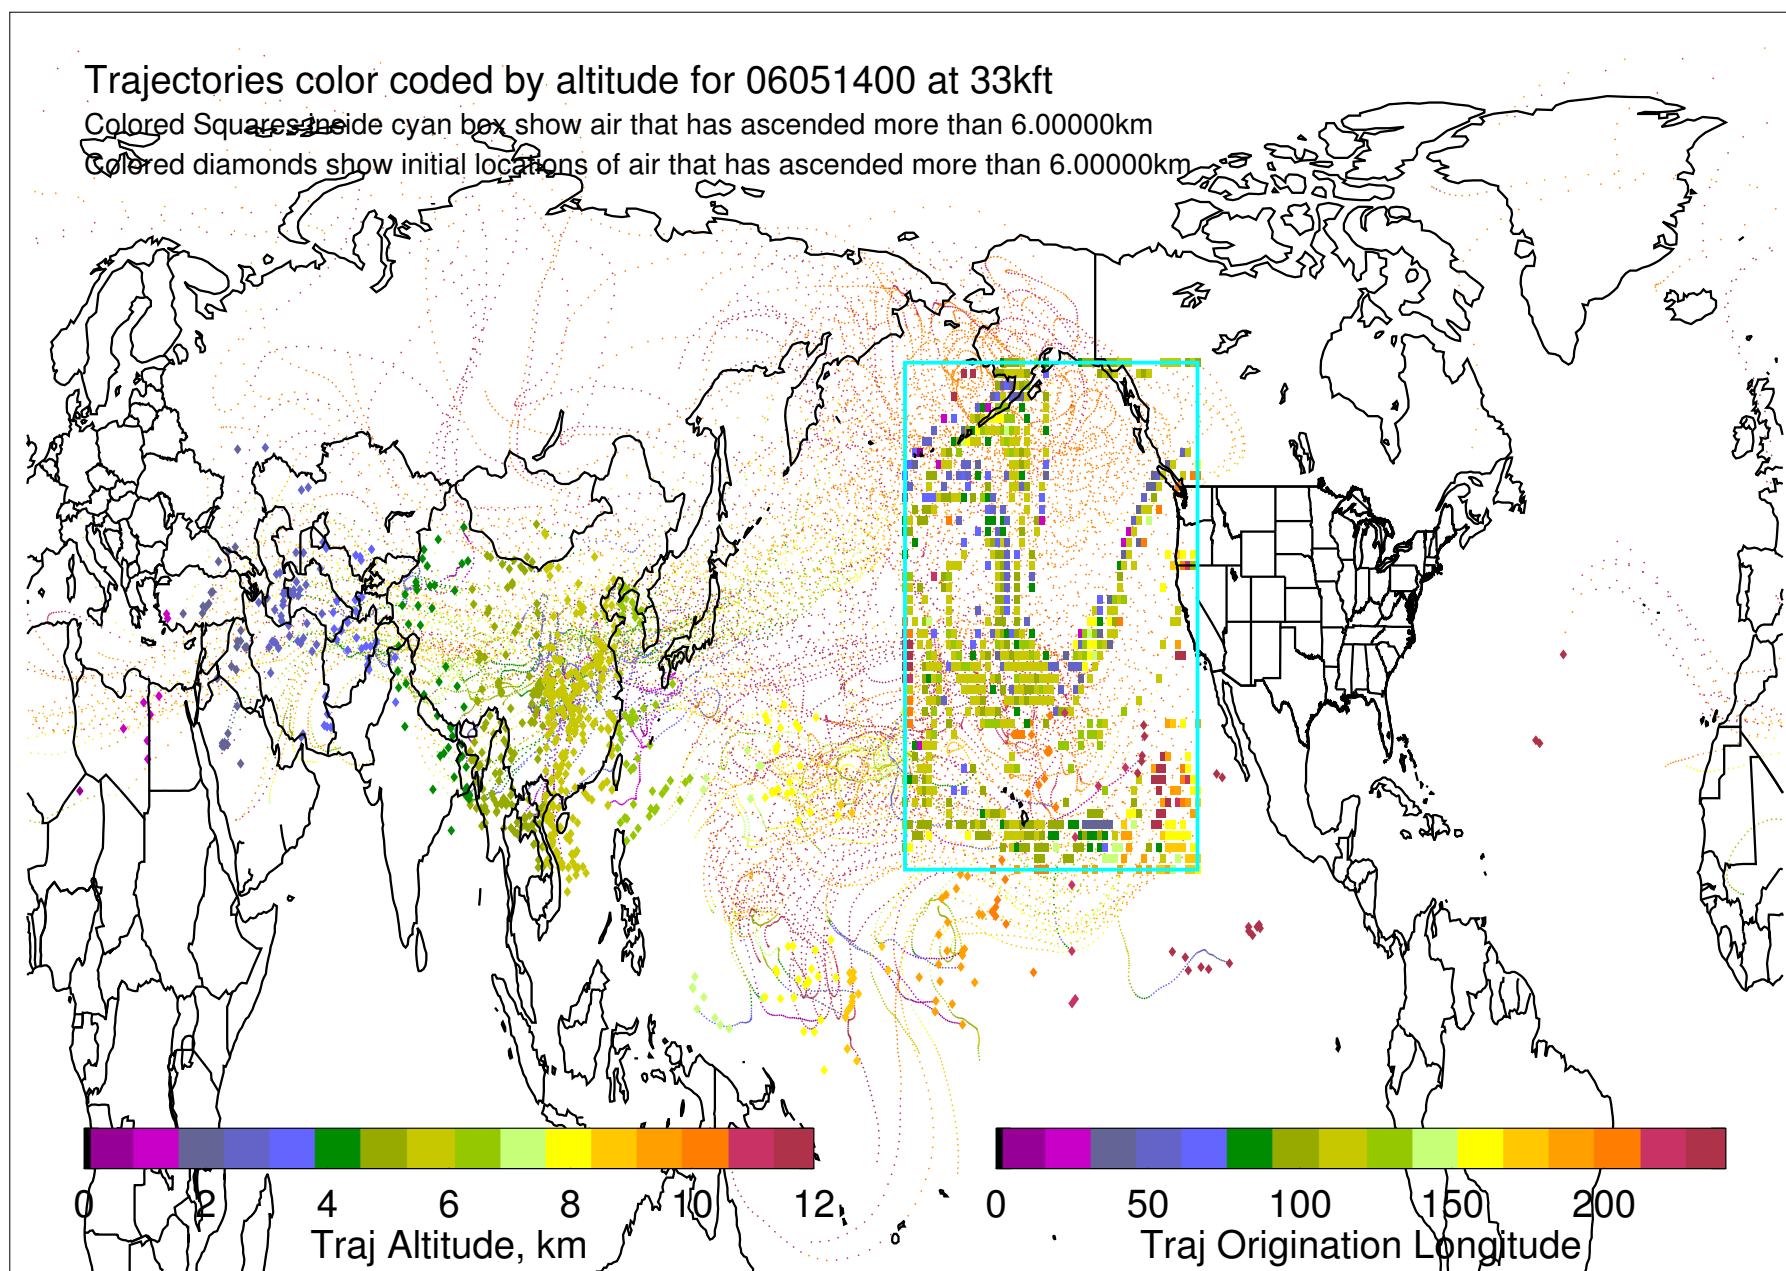 Trajectories color coded by altitude for 06051400 at 33kft
Colored Squares inside cyan box show air that has ascended more than 6.00000km
Colored diamonds show initial locations of air that has ascended more than 6.00000km
0 2 4 6 8 10 12
Traj Altitude, km
0 50 100 150 200
Traj Origination Longitude